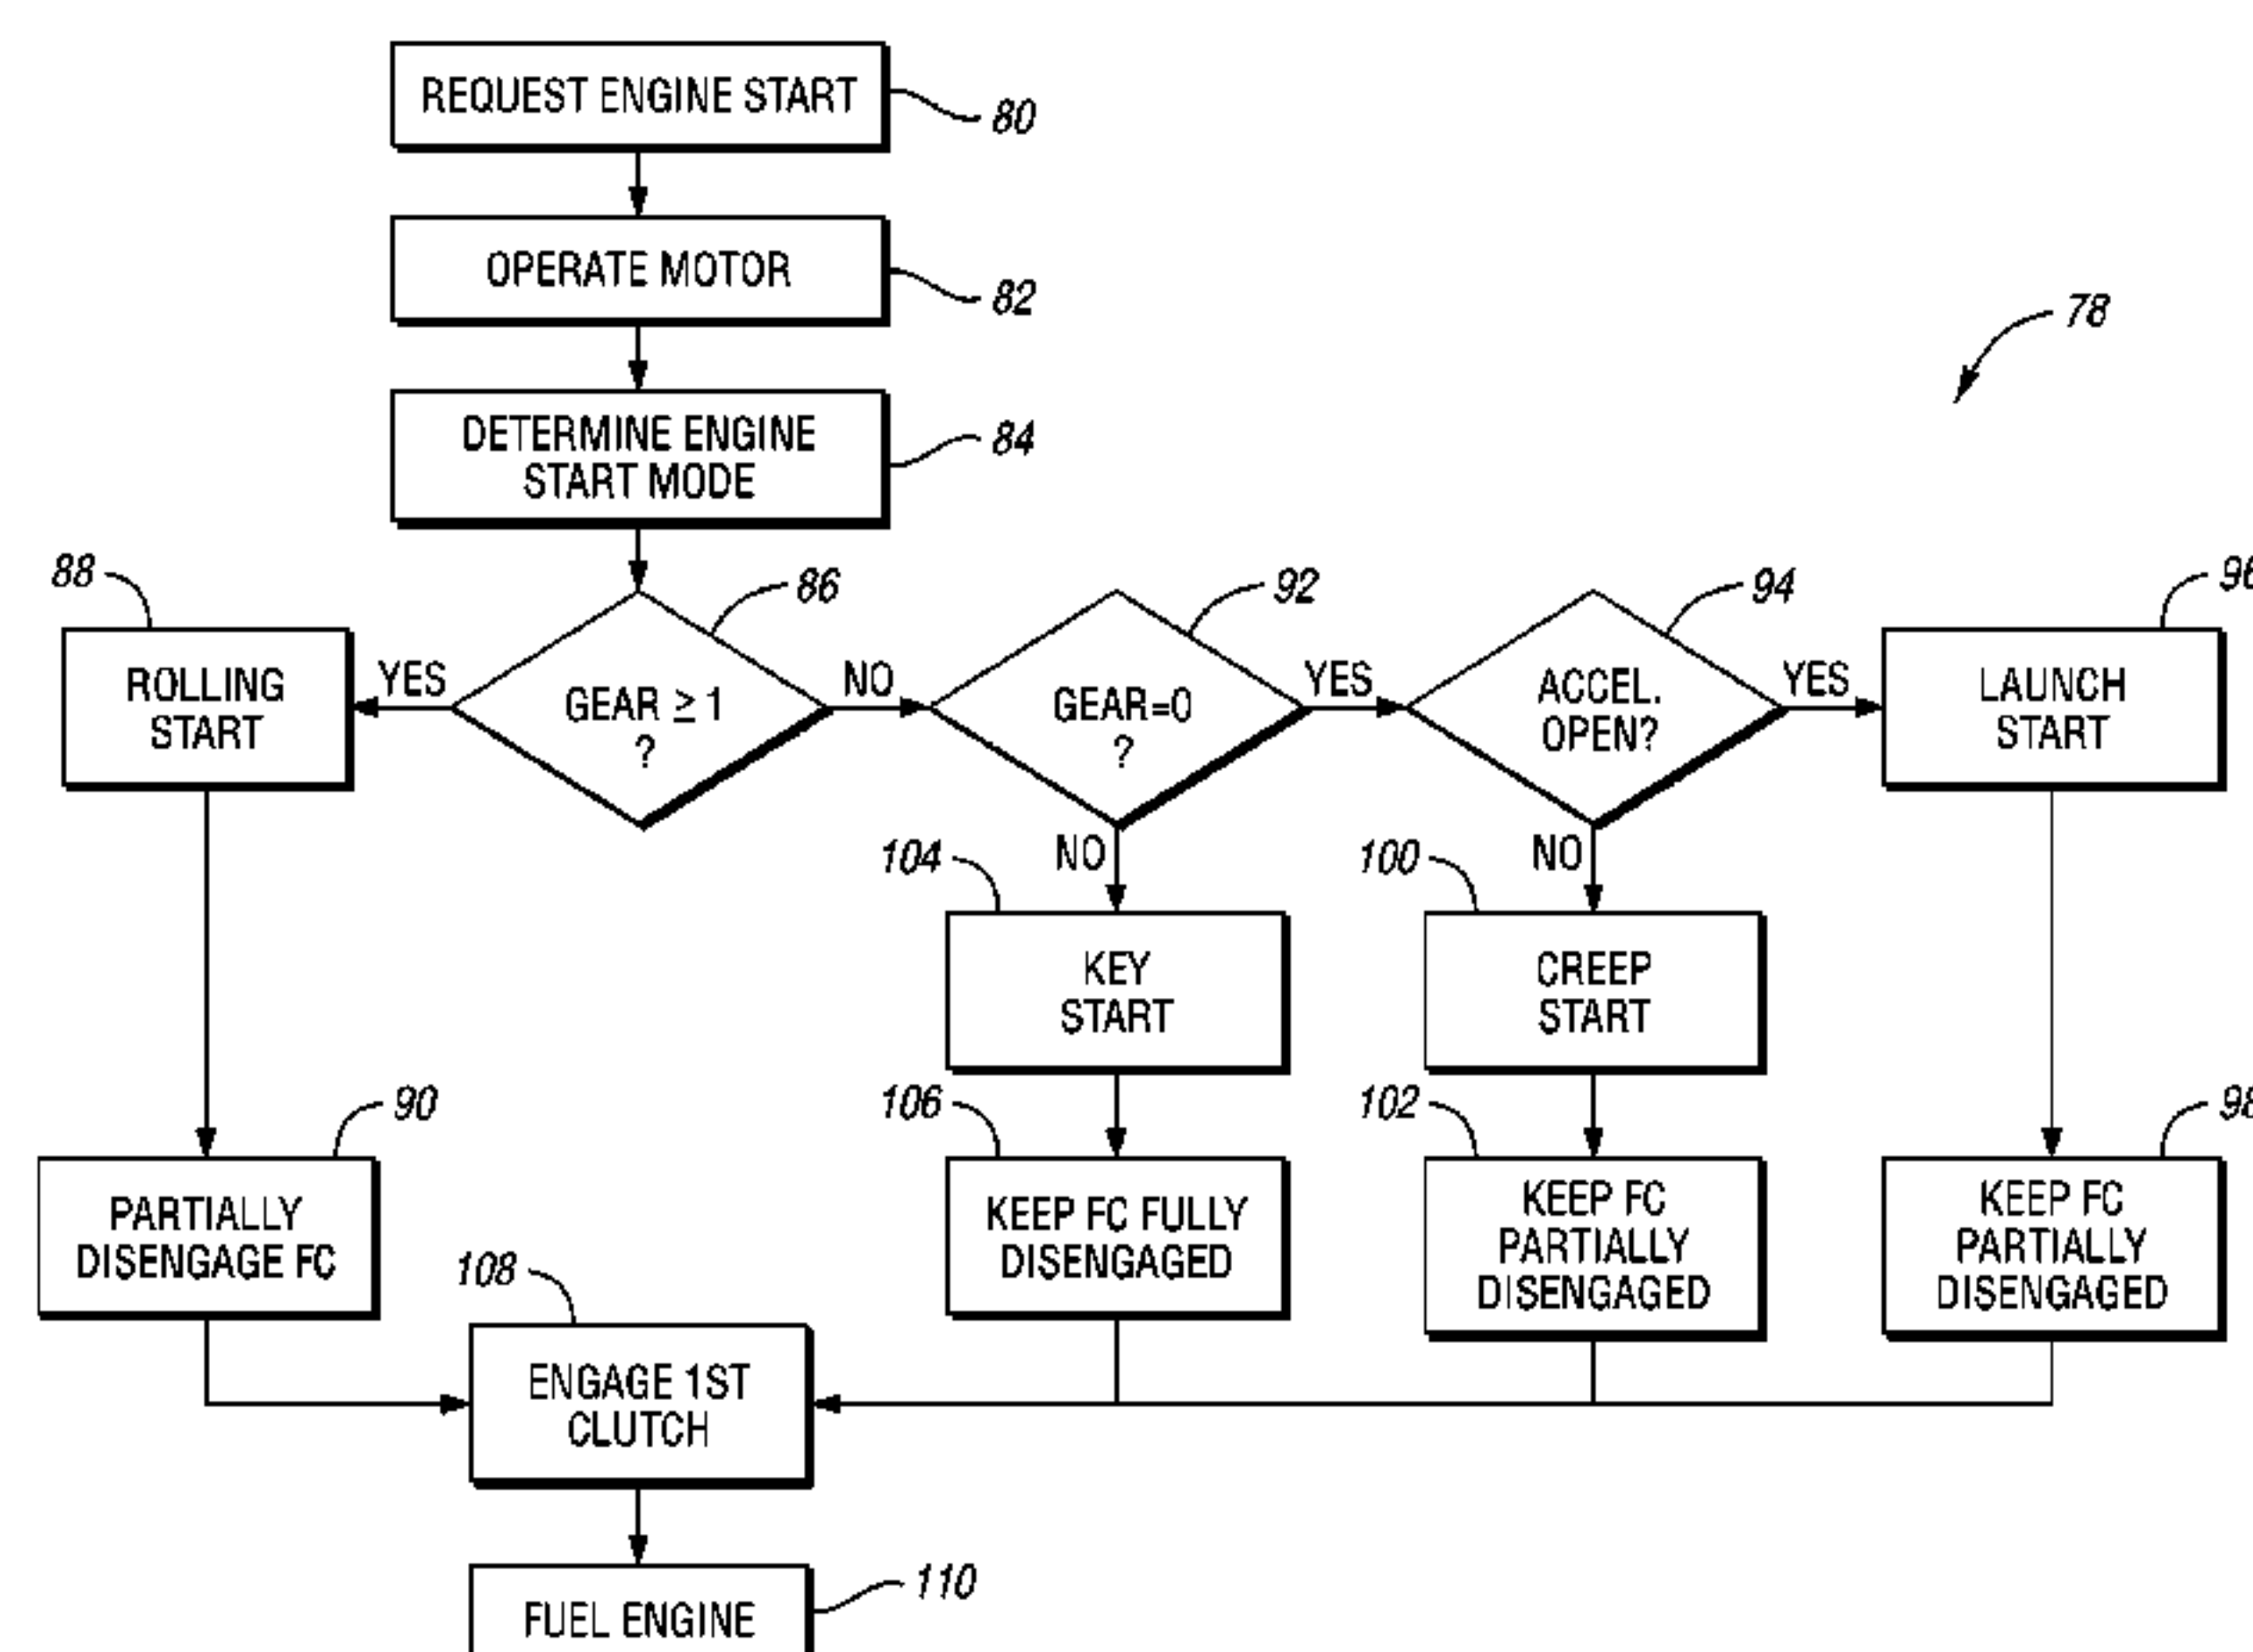 REQUEST ENGINE START
80
OPERATE MOTOR
82
78
DETERMINE ENGINE
START MODE
84
88
86
92
94
96
ROLLING
START
YES
GEAR ≥ 1
?
NO
GEAR=0
?
YES
ACCEL.
OPEN?
YES
LAUNCH
START
104
NO
100
NO
KEY
START
CREEP
START
90
106
102
98
PARTIALLY
DISENGAGE FC
KEEP FC FULLY
DISENGAGED
KEEP FC
PARTIALLY
DISENGAGED
KEEP FC
PARTIALLY
DISENGAGED
108
ENGAGE 1ST
CLUTCH
110
FUEL ENGINE